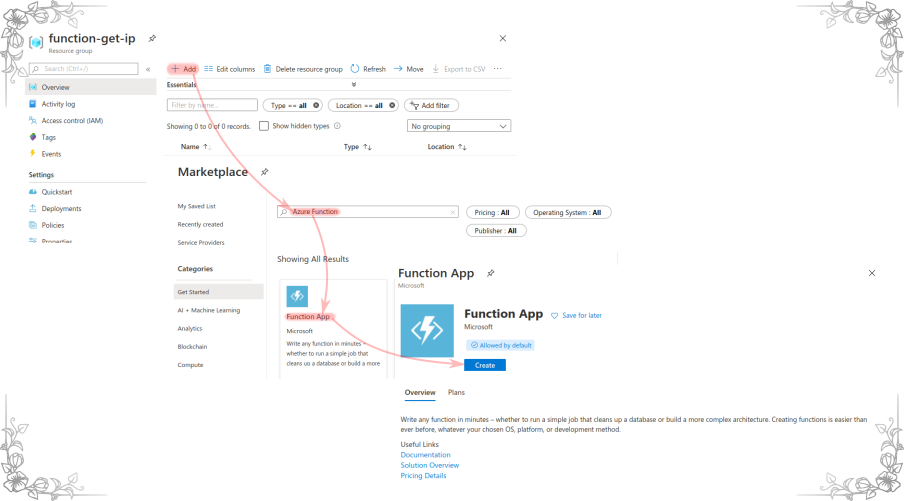 function-get-ip
Resource group
Search (Ctrl+/)
«
Overview
Activity log
Access control (IAM)
Tags
Events
Settings
Quickstart
Deployments
Policies
Properties
+ Add
Edit columns
Delete resource group
Refresh
Move
Export to CSV
...
Essentials
Filter by name...
Type == all
Location == all
Add filter
Showing 0 to 0 of 0 records.
Show hidden types
No grouping
Name ↑↓
Type ↑↓
Location ↑↓
Marketplace
My Saved List
Recently created
Service Providers
Categories
Get Started
AI + Machine Learning
Analytics
Blockchain
Compute
Azure Function
Pricing : All
Operating System : All
Publisher : All
Showing All Results
Function App
Microsoft
Write any function in minutes –
whether to run a simple job that
cleans up a database or build a more
Function App
Microsoft
Function App
Save for later
Microsoft
Allowed by default
Create
Overview
Plans
Write any function in minutes – whether to run a simple job that cleans up a database or build a more complex architecture. Creating functions is easier than
ever before, whatever your chosen OS, platform, or development method.
Useful Links
Documentation
Solution Overview
Pricing Details